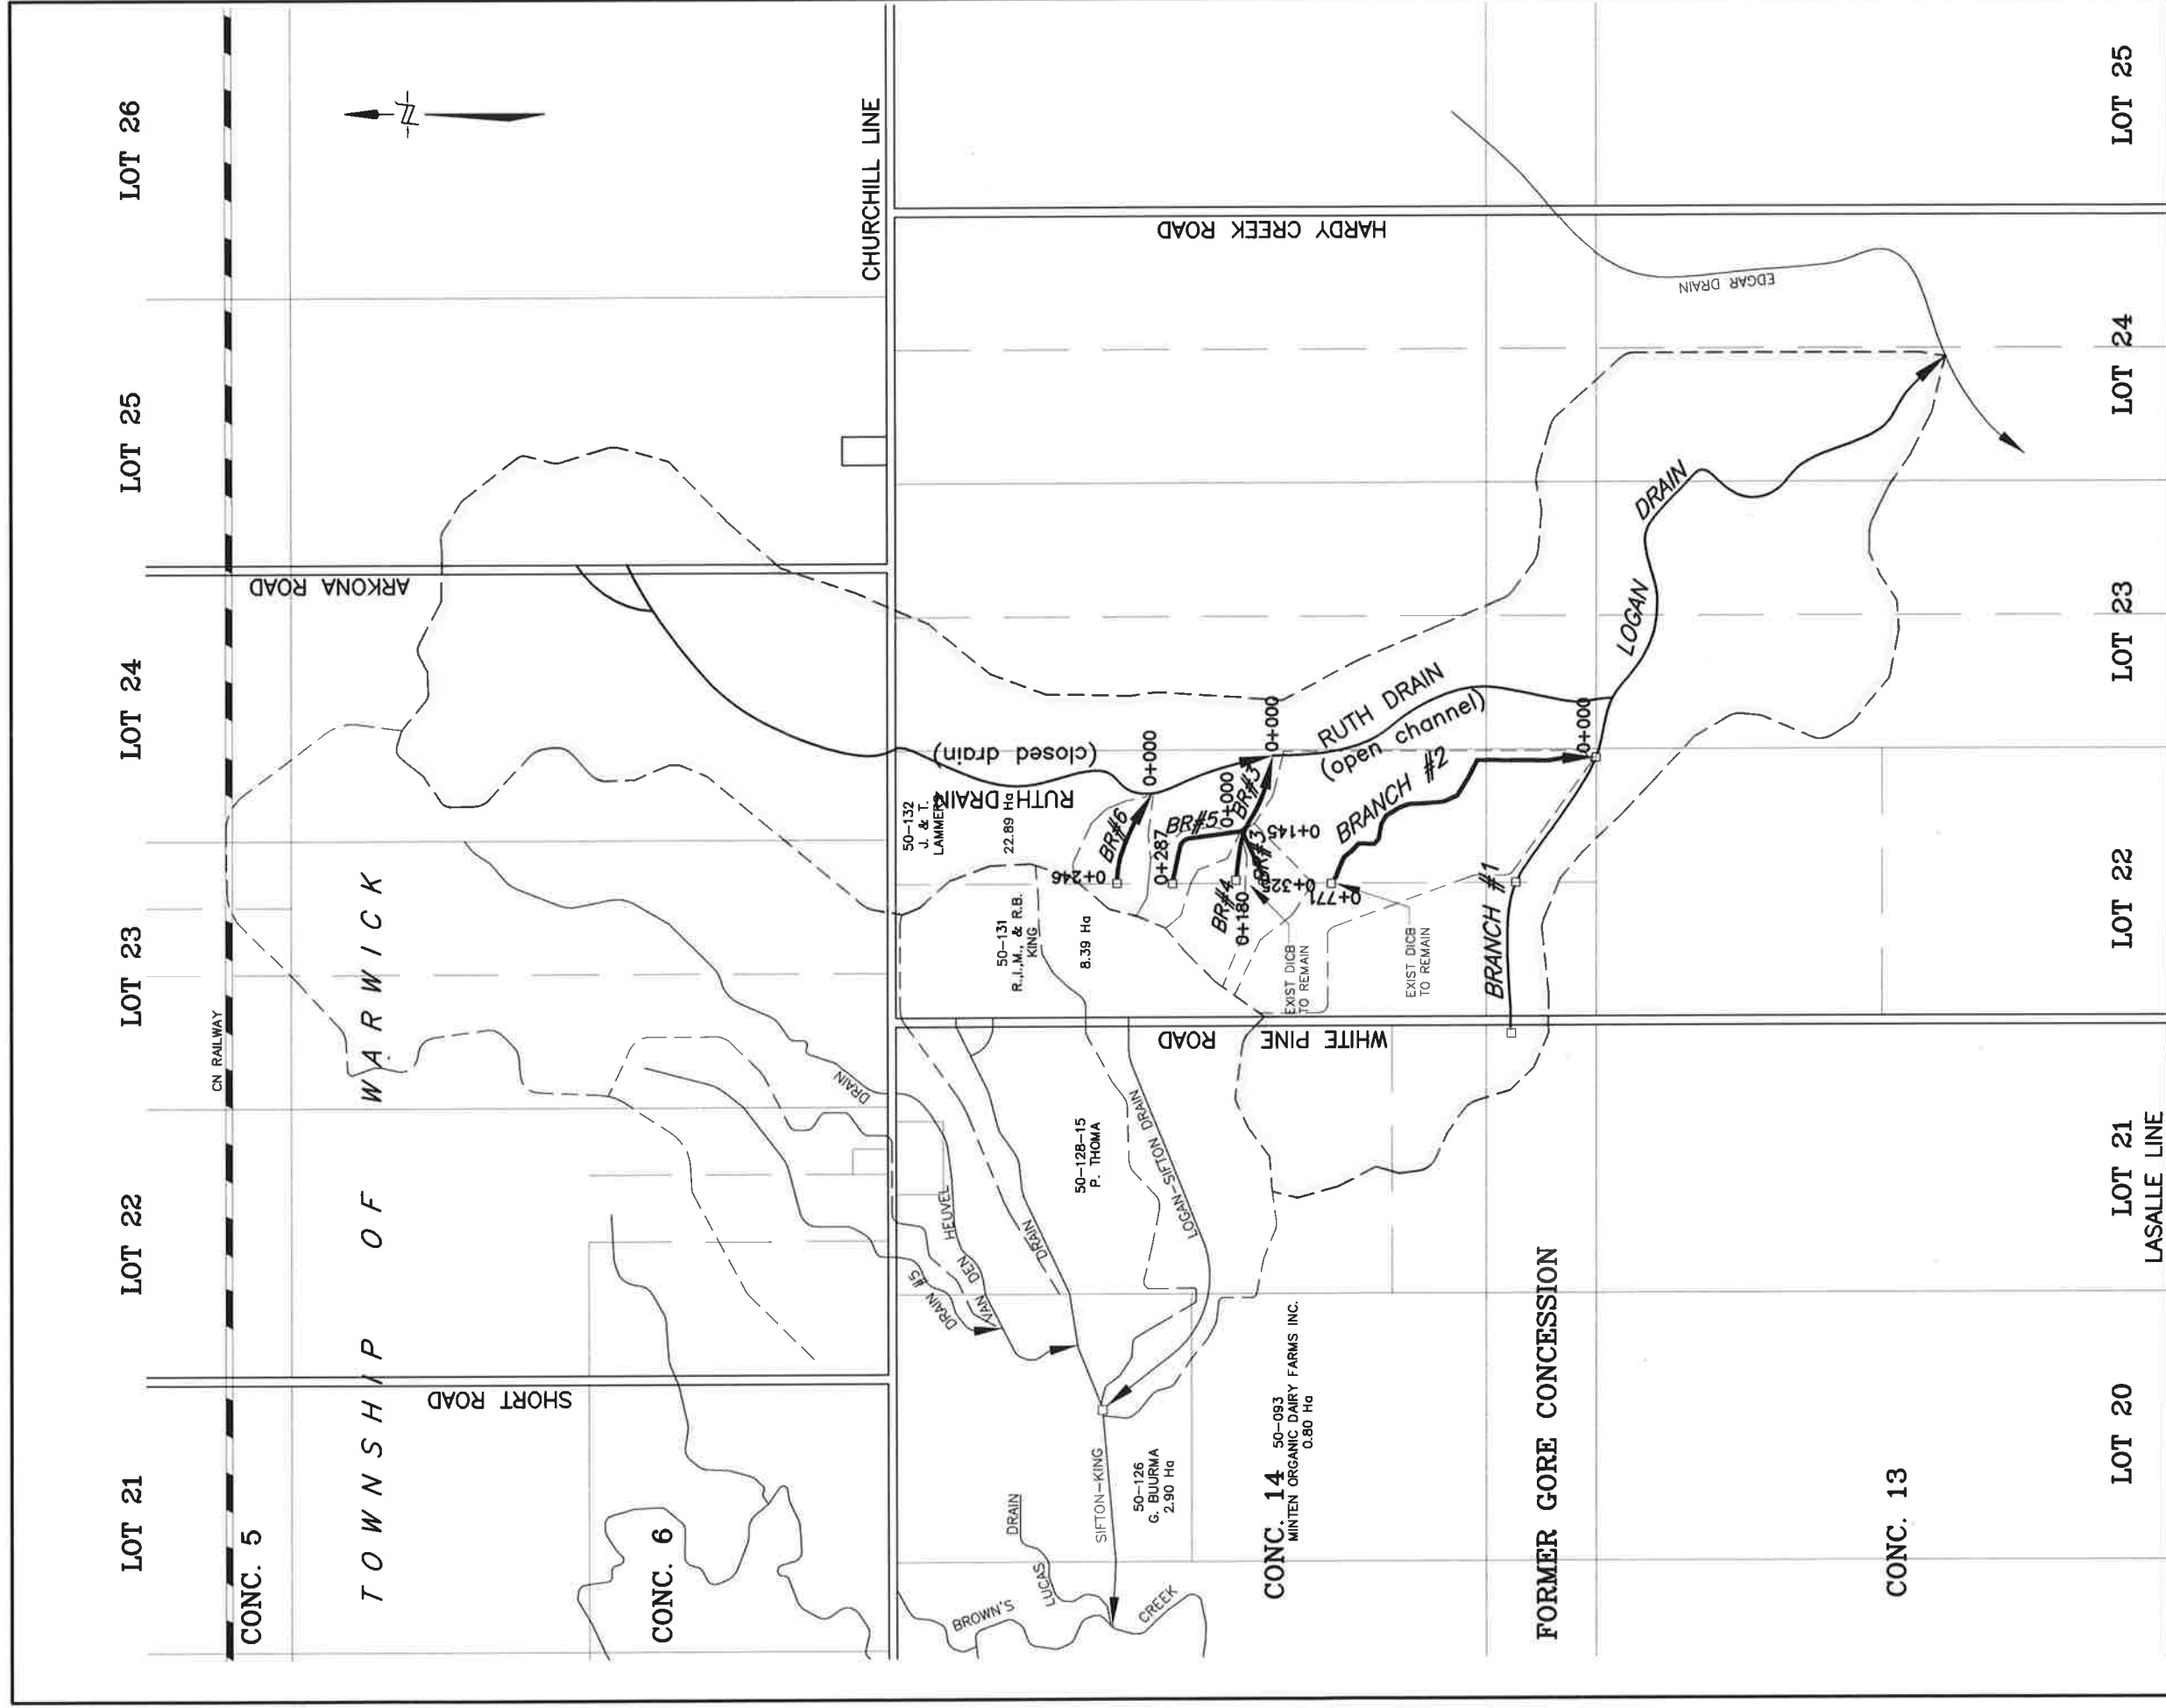 LOT 21
LOT 22
LOT 23
LOT 24
LOT 25
LOT 26
CN RAILWAY
CONC. 5
TOWNSHIP OF WARWICK
CONC. 6
SHORT ROAD
ARKONA ROAD
CHURCHILL LINE
HARDY CREEK ROAD
WHITE PINE ROAD
DRAIN
DRAIN #5
VAN DEN
HEUVEL
DRAIN
LOGAN-SIFTON DRAIN
SIFTON-KING
DRAIN
LUCAS
BROWN'S
CREEK
50-126
G. BUURMA
2.90 Ha
50-128-15
P. THOMA
50-131
R.,I.,M., & R.B.
KING
8.39 Ha
50-132
J. & T.
LAMMERS
22.89 Ha
RUTH DRAIN
(closed drain)
0+000
BR#6
0+246
0+287
BR#5
0+000
BR#3
0+000
BR#4
0+180
BR#3
0+145
0+325
0+771
RUTH DRAIN
(open channel)
BRANCH #2
0+000
EXIST DICB
TO REMAIN
EXIST DICB
TO REMAIN
BRANCH #1
LOGAN
DRAIN
EDGAR DRAIN
CONC. 14
50-093
MINTEN ORGANIC DAIRY FARMS INC.
0.80 Ha
FORMER GORE CONCESSION
CONC. 13
LOT 20
LOT 21
LOT 22
LOT 23
LOT 24
LOT 25
LASALLE LINE
-N-